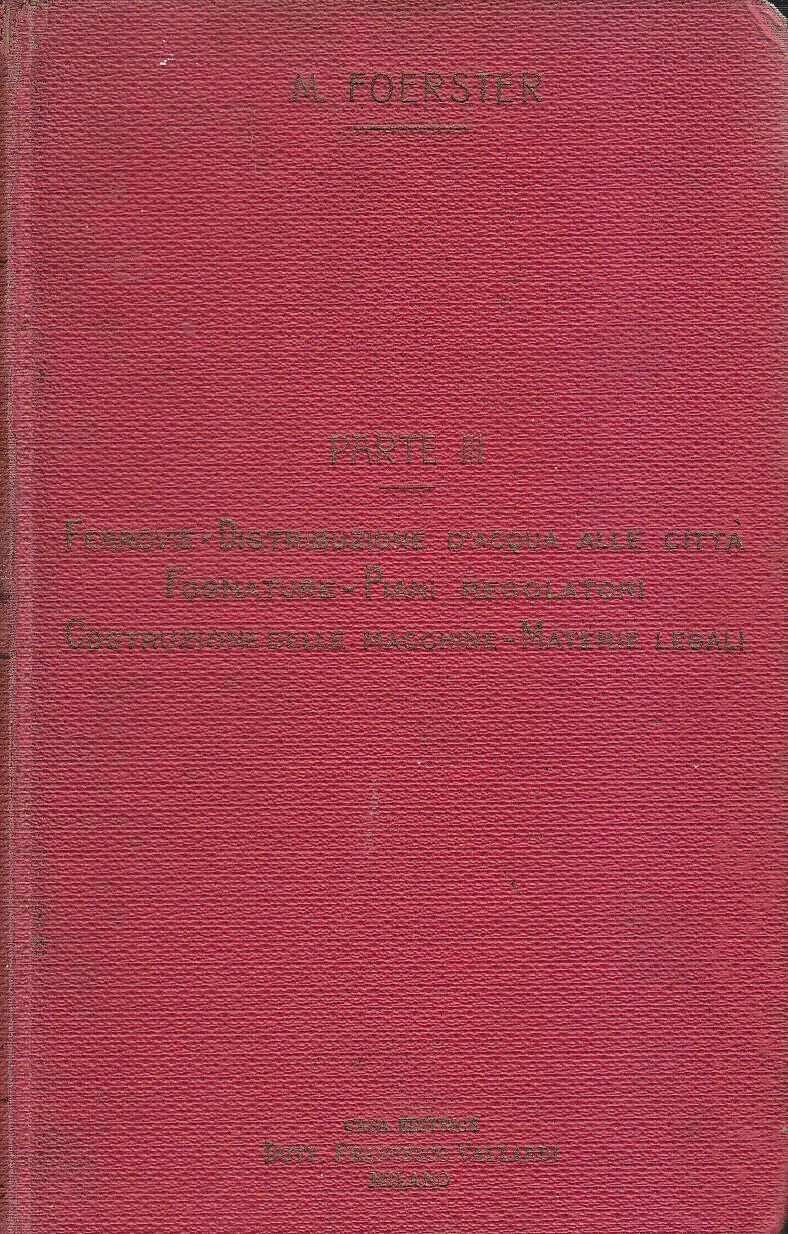 M. FOERSTER
PARTE III
FERROVIE - DISTRIBUZIONE D'ACQUA ALLE CITTÀ
FOGNATURE - PIANI REGOLATORI
COSTRUZIONE DELLE MACCHINE - MATERIE LEGALI
CASA EDITRICE
DOTT. FRANCESCO VALLARDI
MILANO